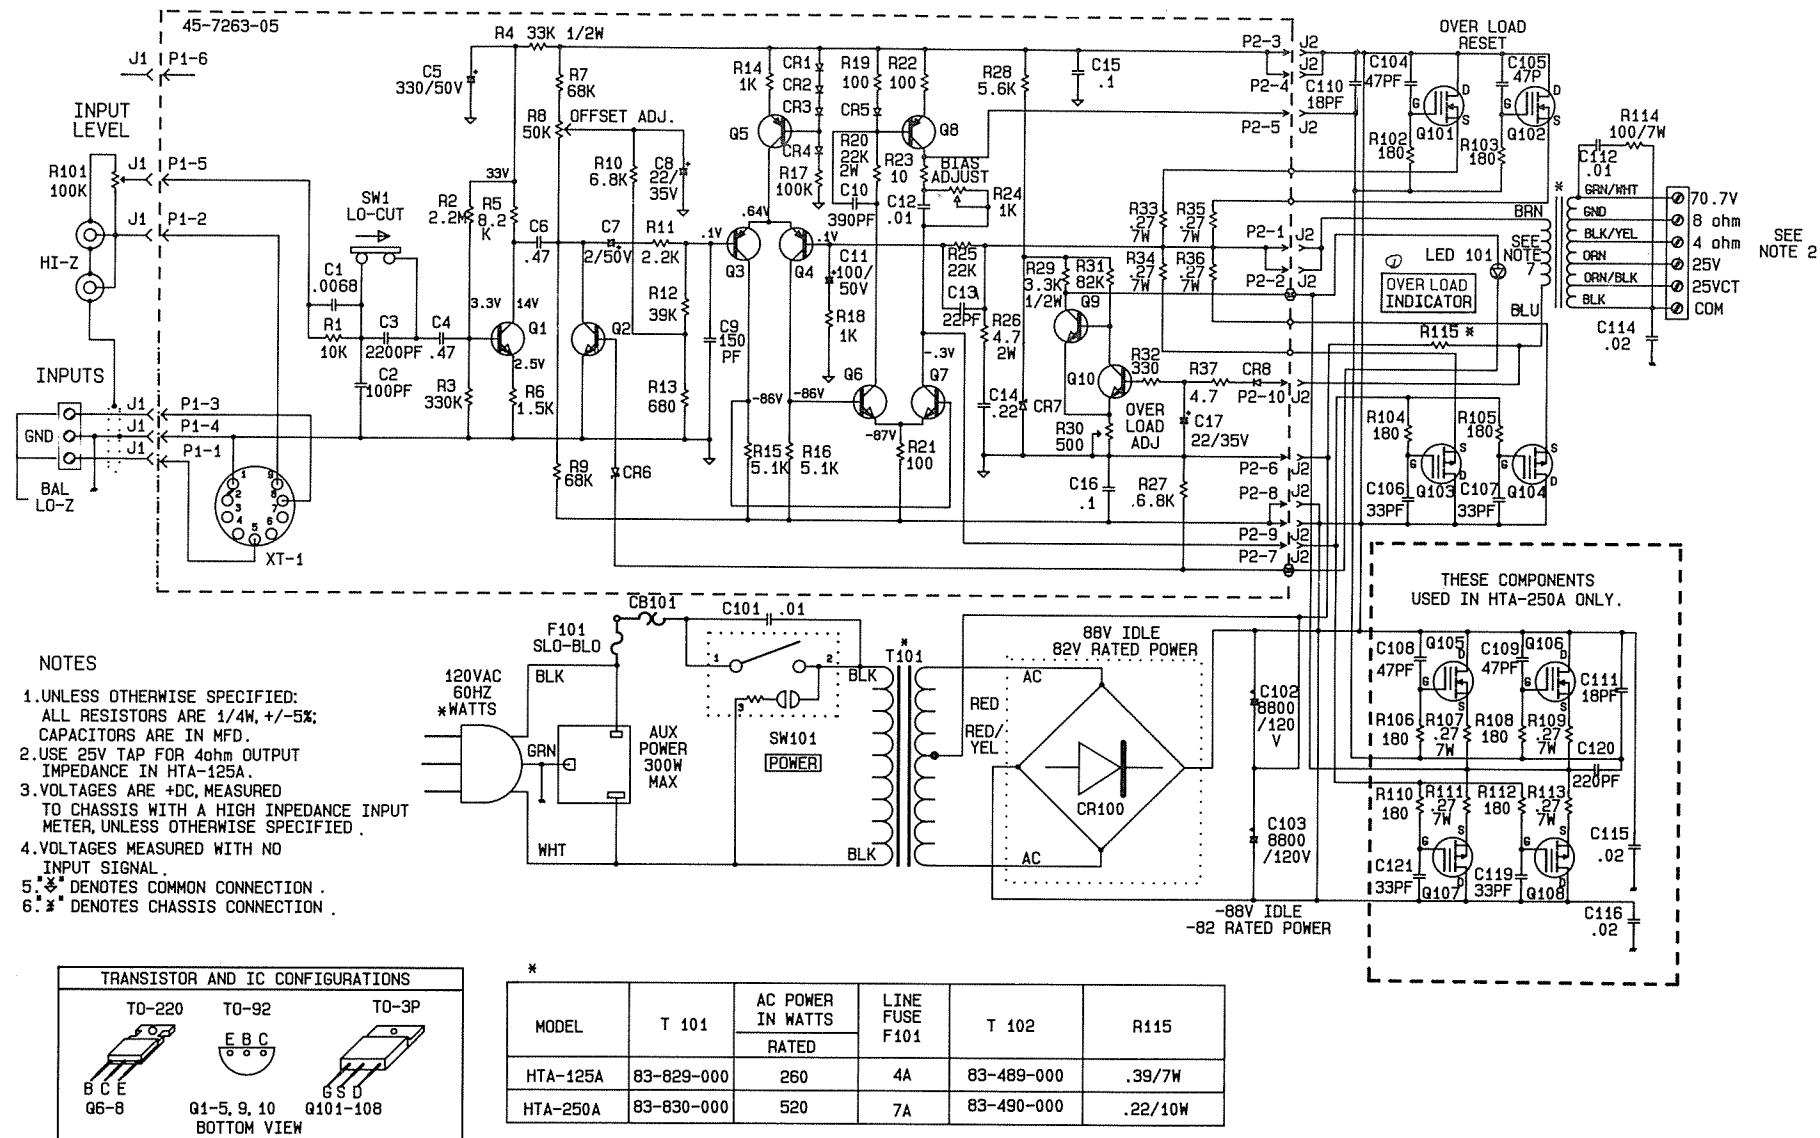 45-7263-05
J1
P1-6
INPUT
LEVEL
R101
100K
J1
P1-5
J1
P1-2
HI-Z
INPUTS
J1
P1-3
J1
P1-4
J1
P1-1
GND
BAL
LO-Z
1
2
3
4
5
6
7
8
9
XT-1
C1
.0068
R1
10K
SW1
LO-CUT
C3
2200PF
C2
100PF
C4
.47
R4 33K 1/2W
C5
330/50V
R7
68K
R8
50K
OFFSET ADJ.
R10
6.8K
C8
22/
35V
33V
R2
2.2M
R5
8.2
K
C6
.47
C7
2/50V
R11
2.2K
3.3V
14V
Q1
2.5V
R3
330K
R6
1.5K
Q2
R12
39K
R13
680
C9
150
PF
R9
68K
CR6
R14
1K
CR1
CR2
CR3
CR4
Q5
R17
100K
R19
100
CR5
R22
100
Q8
R20
22K
2W
R23
10
BIAS
ADJUST
R24
1K
C10
390PF
C12
.01
.64V
.1V
.1V
Q3
Q4
C11
100/
50V
R18
1K
R25
22K
C13
22PF
R26
4.7
2W
C14
.22
-.3V
Q6
Q7
-86V
-86V
-87V
R15
5.1K
R16
5.1K
R21
100
R28
5.6K
C15
.1
R29
3.3K
1/2W
R31
82K
Q9
Q10
CR7
R30
500
OVER
LOAD
ADJ
R32
330
R37
4.7
CR8
C17
22/35V
C16
.1
R27
.6.8K
R33
.27
7W
R35
.27
7W
R34
.27
7W
R36
.27
7W
P2-3
J2
J2
P2-4
P2-5
J2
P2-1
J2
P2-2
J2
P2-10
J2
P2-6
J2
P2-8
J2
P2-9
J2
P2-7
J2
OVER LOAD
RESET
C104
47PF
C105
47P
C110
18PF
G
D
S
Q101
G
D
S
Q102
R102
180
R103
180
R114
100/7W
C112
.01
*
BRN
SEE
NOTE
7
BLU
GRN/WHT
GND
BLK/YEL
ORN
ORN/BLK
BLK
70.7V
8 ohm
4 ohm
25V
25VCT
COM
SEE
NOTE 2
LED 101
OVER LOAD
INDICATOR
R115 *
C114
.02
R104
180
R105
180
G
S
D
G
S
D
C106
33PF
Q103
C107
33PF
Q104
THESE COMPONENTS
USED IN HTA-250A ONLY.
C108
47PF
Q105
D
G
S
C109
47PF
Q106
D
G
S
C111
18PF
R106
180
R107
.27
7W
R108
180
R109
.27
7W
C120
220PF
R110
180
R111
.27
7W
R112
180
R113
.27
7W
G
S
D
G
S
D
C121
33PF
Q107
C119
33PF
Q108
C115
.02
C116
.02
CB101
F101
SLO-BLO
C101 .01
1
2
3
SW101
POWER
120VAC
60HZ
*WATTS
BLK
GRN
WHT
AUX
POWER
300W
MAX
BLK
BLK
*
T101
RED
RED/
YEL
88V IDLE
82V RATED POWER
AC
CR100
AC
C102
8800
/120
V
C103
8800
/120V
-88V IDLE
-82 RATED POWER
NOTES
1.UNLESS OTHERWISE SPECIFIED:
ALL RESISTORS ARE 1/4W, +/-5%;
CAPACITORS ARE IN MFD.
2.USE 25V TAP FOR 4ohm OUTPUT
IMPEDANCE IN HTA-125A.
3.VOLTAGES ARE +DC, MEASURED
TO CHASSIS WITH A HIGH INPEDANCE INPUT
METER, UNLESS OTHERWISE SPECIFIED.
4.VOLTAGES MEASURED WITH NO
INPUT SIGNAL.
5." " DENOTES COMMON CONNECTION.
6." " DENOTES CHASSIS CONNECTION.
TRANSISTOR AND IC CONFIGURATIONS
TO-220
TO-92
TO-3P
B C E
E B C
G S D
Q6-8
Q1-5, 9, 10
Q101-108
BOTTOM VIEW
*
MODEL
T 101
AC POWER
IN WATTS
RATED
LINE
FUSE
F101
T 102
R115
HTA-125A 83-829-000 260 4A 83-489-000 .39/7W
HTA-250A 83-830-000 520 7A 83-490-000 .22/10W